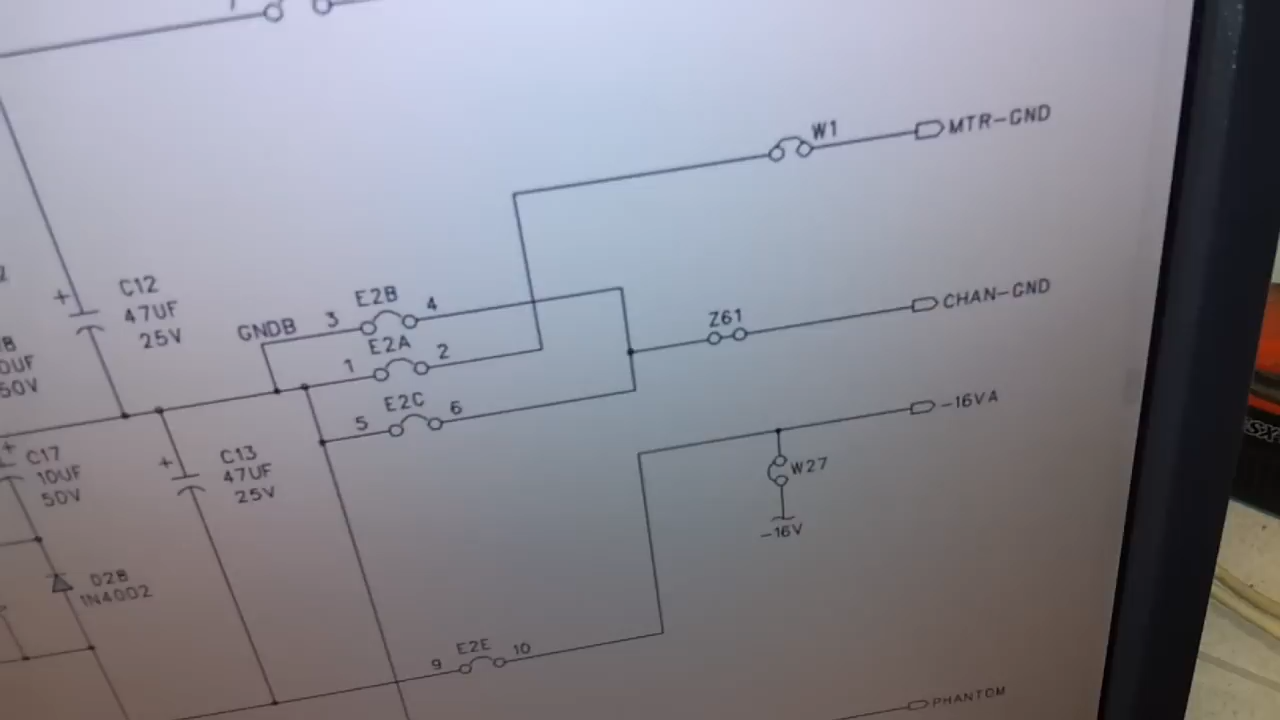 W1
MTR-GND
+
C12
47UF
25V
E2B
GNDB
3
4
Z61
CHAN-GND
E2A
1
2
50V
E2C
5
6
-16VA
+
C17
10UF
50V
+
C13
47UF
25V
W27
-16V
D28
1N4002
E2E
9
10
PHANTOM